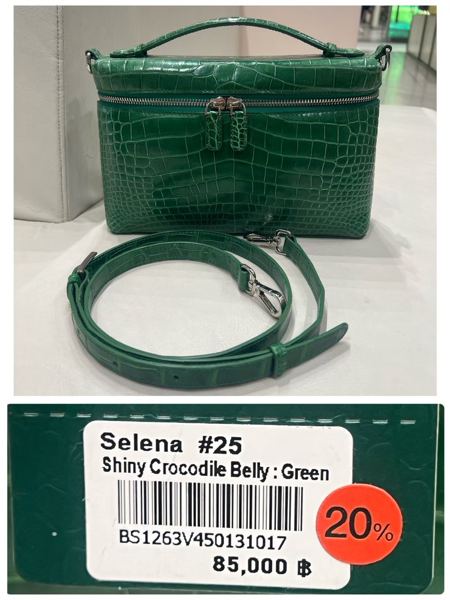 Selena #25
Shiny Crocodile Belly : Green
BS1263V450131017
85,000 ฿
20%